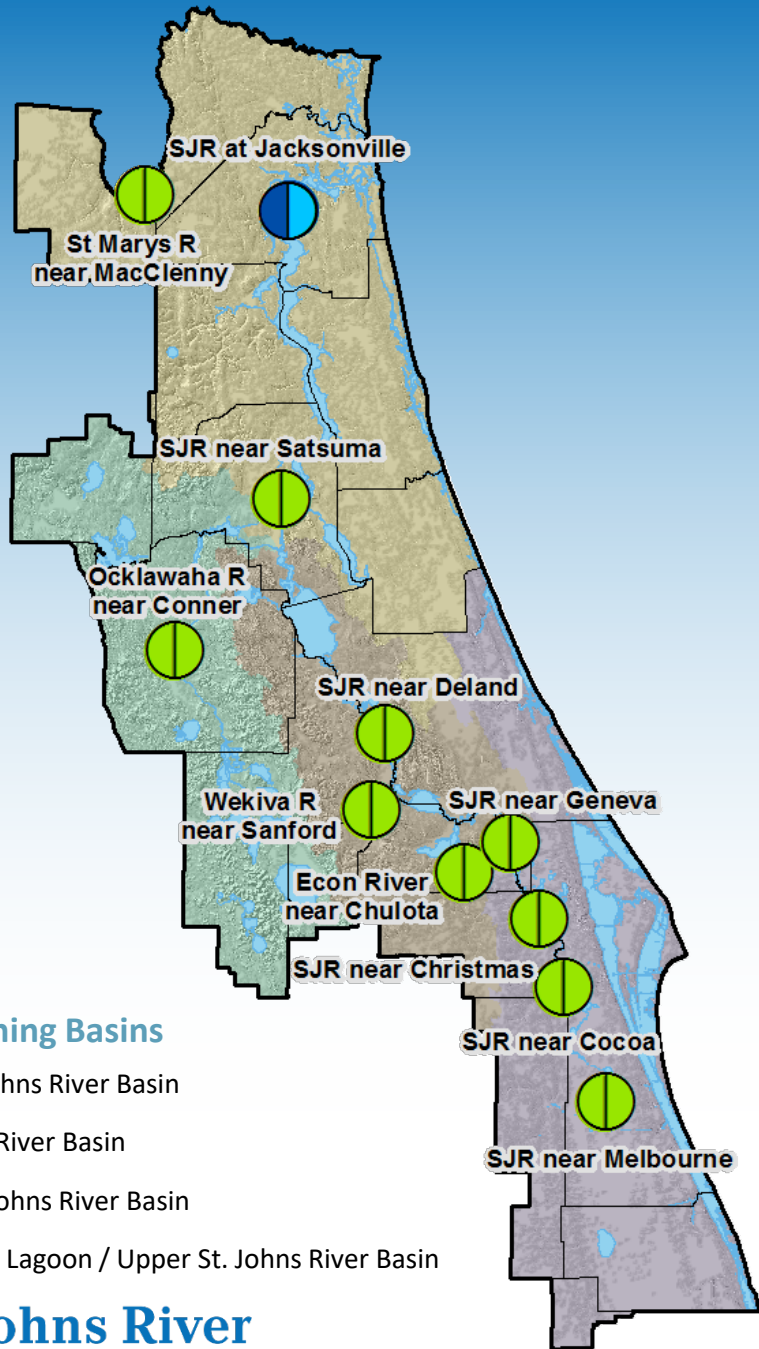 SJR at Jacksonville
St Marys R
near MacClenny
SJR near Satsuma
Ocklawaha R
near Conner
SJR near Deland
Wekiva R
near Sanford
SJR near Geneva
Econ River
near Chulota
SJR near Christmas
SJR near Cocoa
SJR near Melbourne
ning Basins
ohns River Basin
River Basin
ohns River Basin
Lagoon / Upper St. Johns River Basin
ohns River